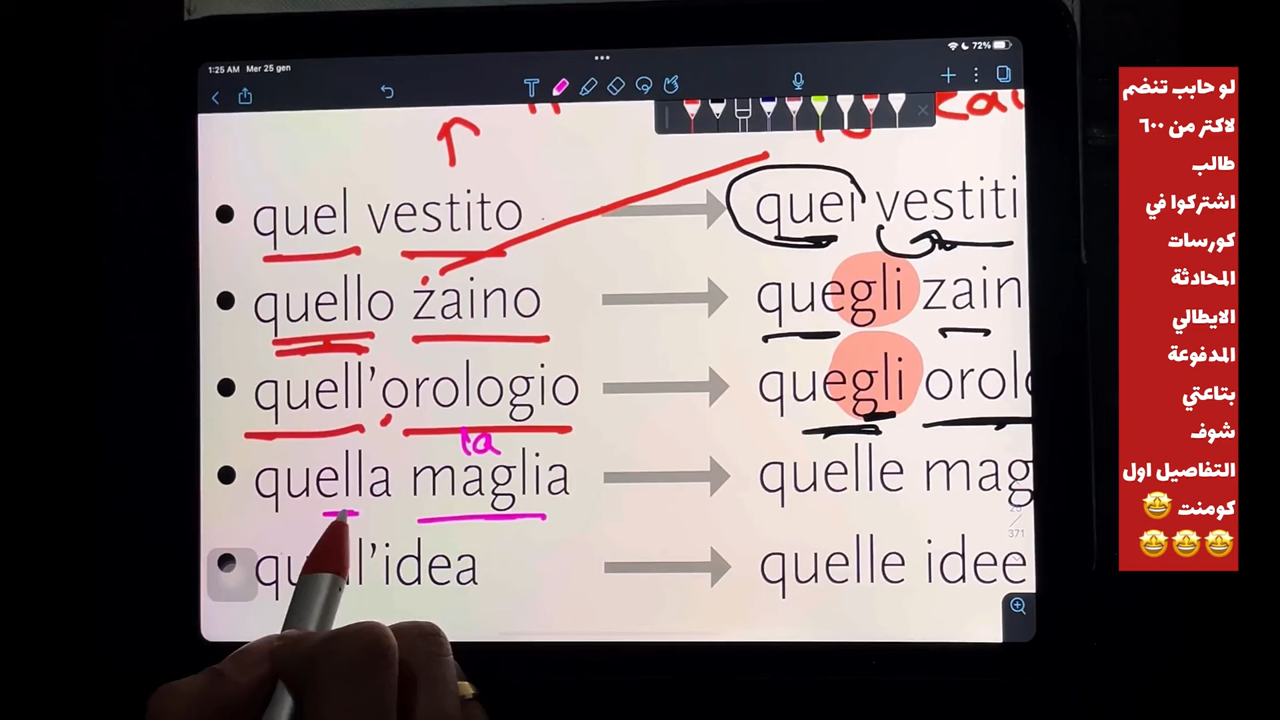 1:25 AM Mer 25 gen
72%
quel vestito
quei vestiti
quello zaino
quegli zain
quell'orologio
quegli orolo
la
quella maglia
quelle mag
371
quelle idee
لو حابب تنضم
لاكتر من ٦٠٠
طالب
اشتركوا في
كورسات
المحادثة
الايطالي
المدفوعة
بتاعتي
شوف
التفاصيل اول
كومنت 🤩
🤩🤩🤩